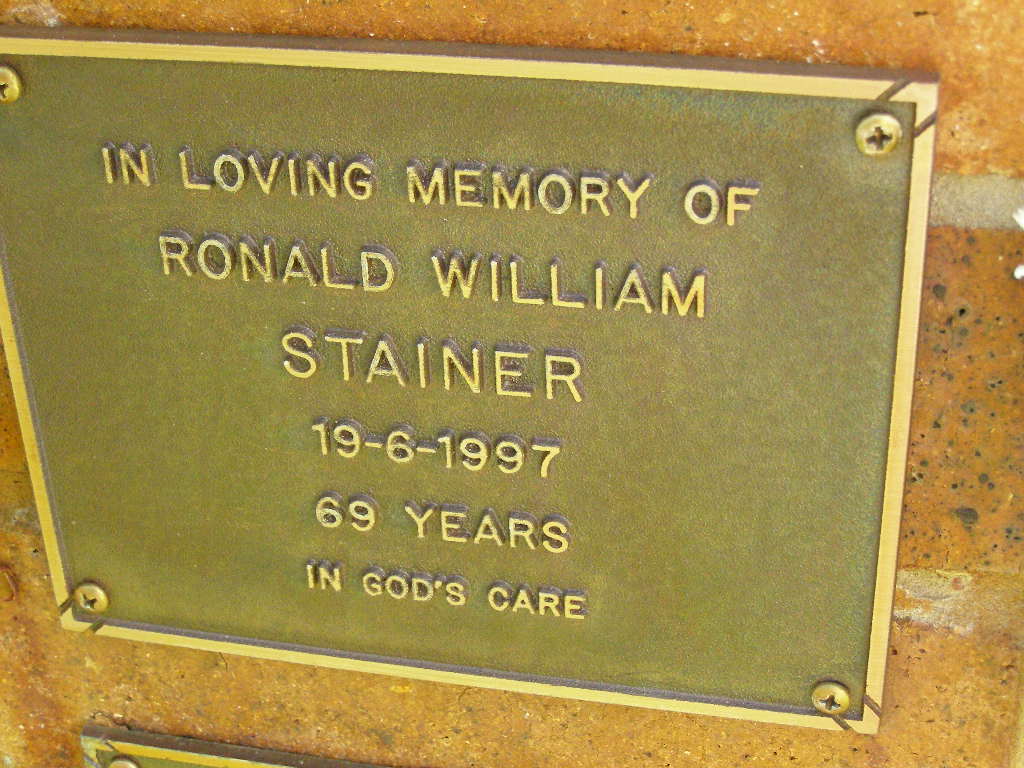 IN LOVING MEMORY OF
RONALD WILLIAM
STAINER
19-6-1997
69 YEARS
IN GOD'S CARE